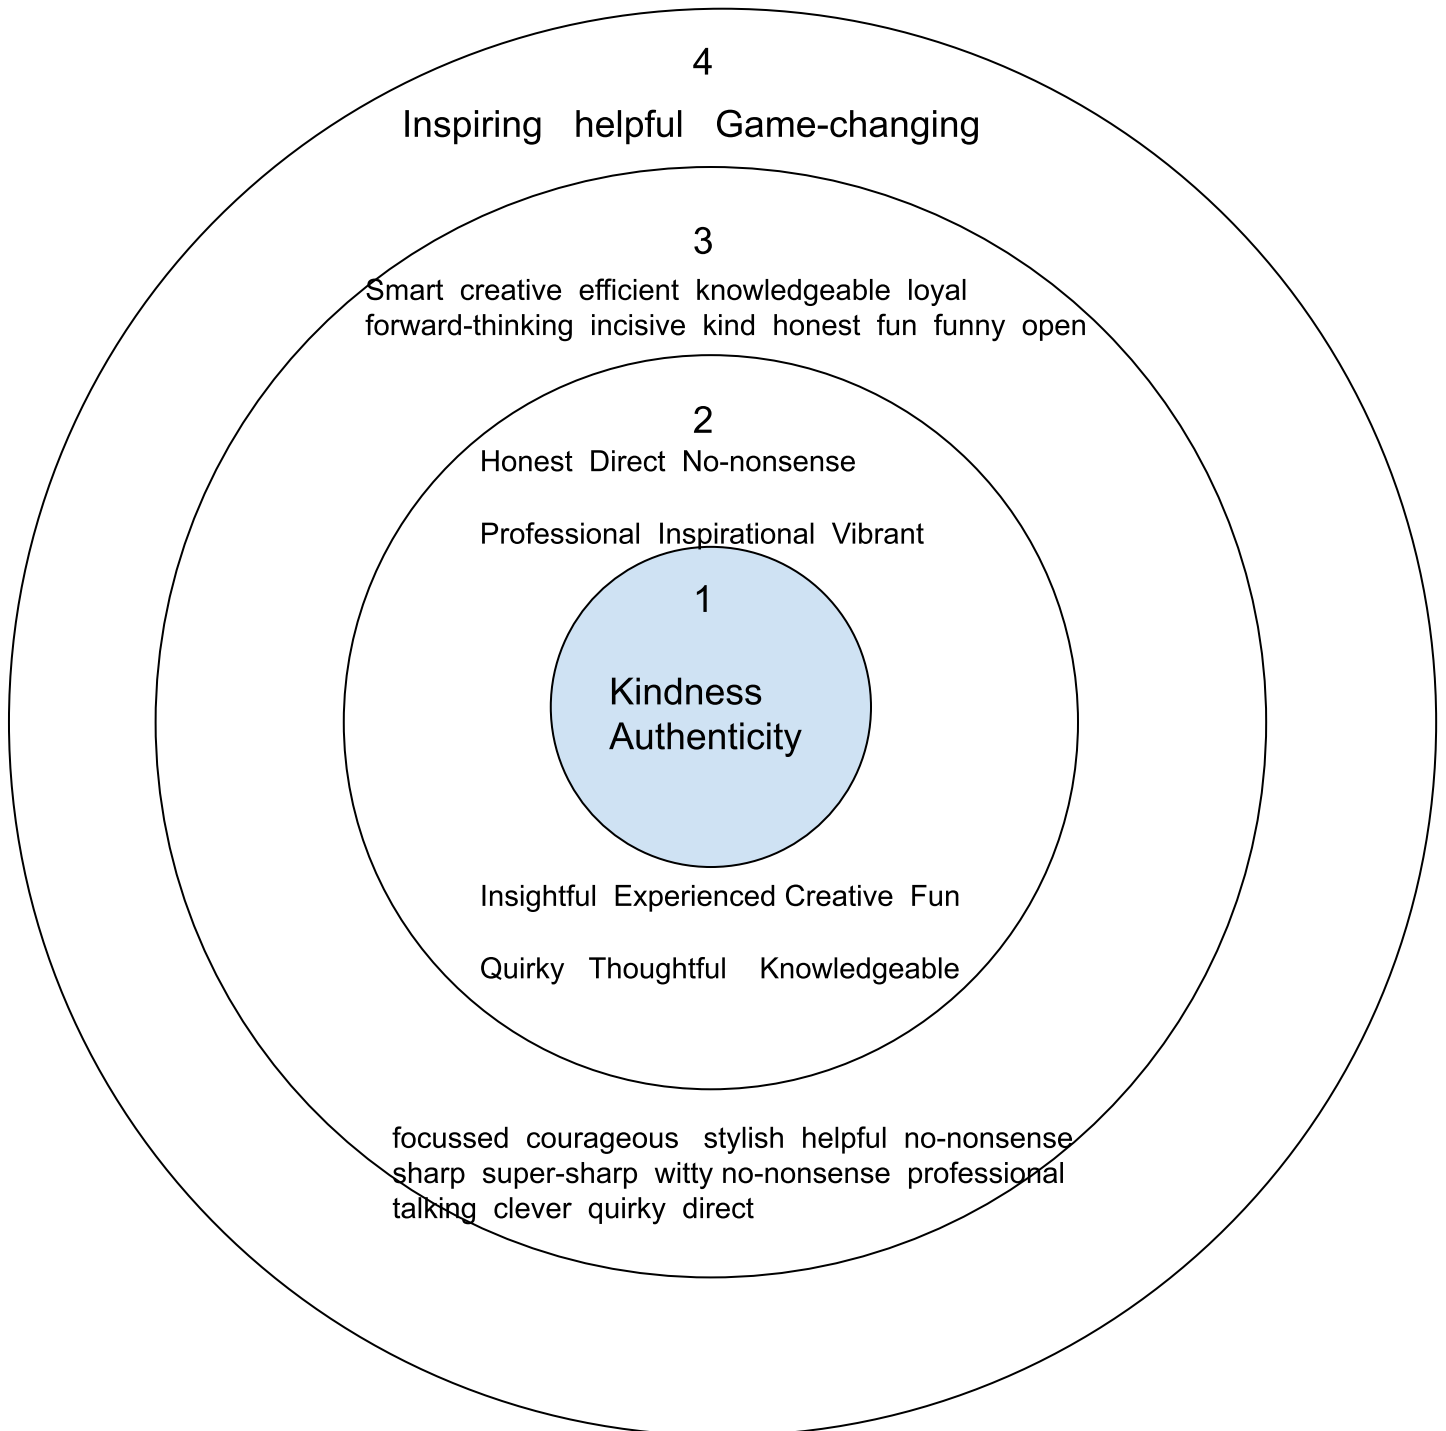 4
Inspiring helpful Game-changing
3
Smart creative efficient knowledgeable loyal
forward-thinking incisive kind honest fun funny open
2
Honest Direct No-nonsense
Professional Inspirational Vibrant
1
Kindness
Authenticity
Insightful Experienced Creative Fun
Quirky Thoughtful Knowledgeable
focussed courageous stylish helpful no-nonsense
sharp super-sharp witty no-nonsense professional
talking clever quirky direct